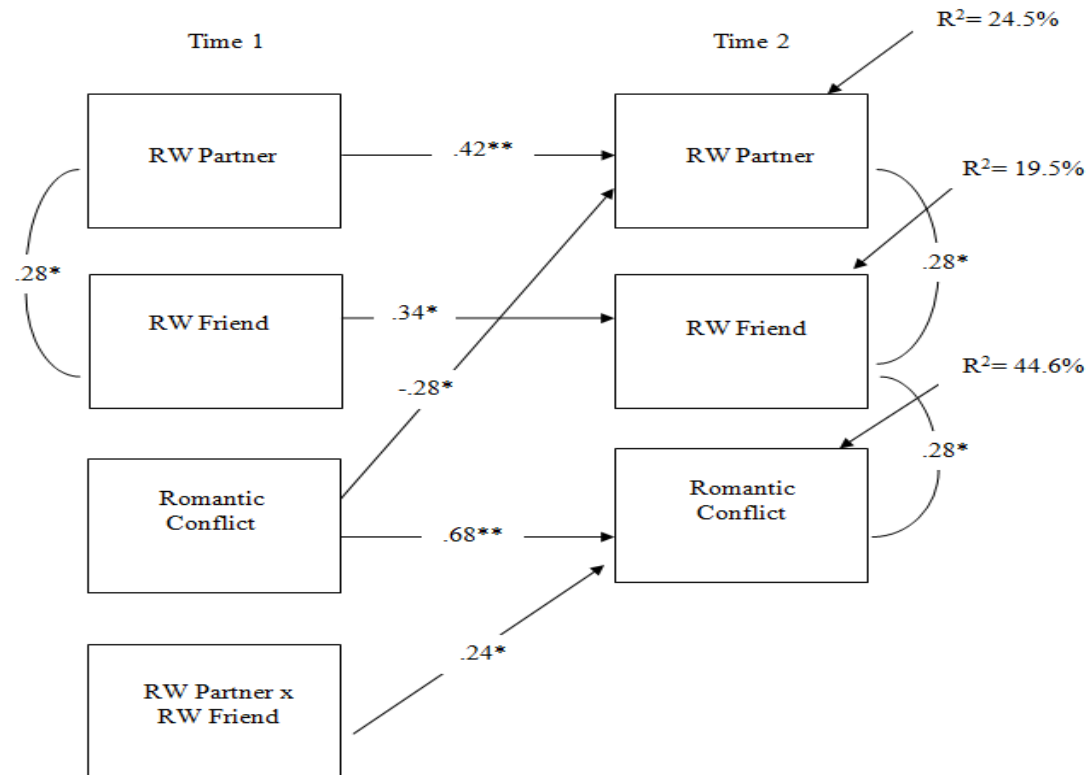 R²= 24.5%
Time 1
Time 2
RW Partner
.42**
RW Partner
R²= 19.5%
.28*
.28*
RW Friend
.34*
RW Friend
R²= 44.6%
-.28*
.28*
Romantic
Conflict
.68**
Romantic
Conflict
.24*
RW Partner x
RW Friend